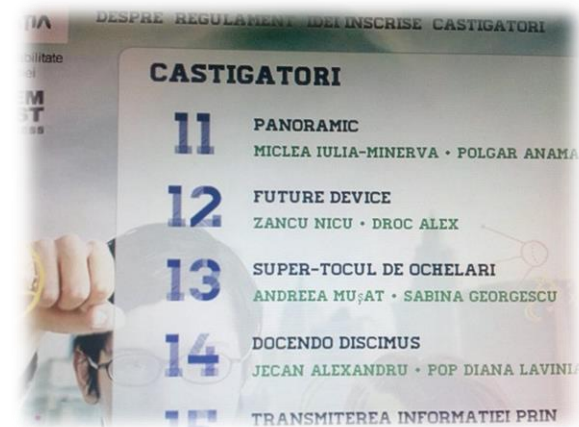 DESPRE REGULAMENT IDEI INSCRISE CASTIGATORI
CASTIGATORI
11
PANORAMIC
MICLEA IULIA-MINERVA • POLGAR ANAMA
12
FUTURE DEVICE
ZANCU NICU • DROC ALEX
13
SUPER-TOCUL DE OCHELARI
ANDREEA MUȘAT • SABINA GEORGESCU
14
DOCENDO DISCIMUS
JECAN ALEXANDRU • POP DIANA LAVINIA
15
TRANSMITEREA INFORMATIEI PRIN